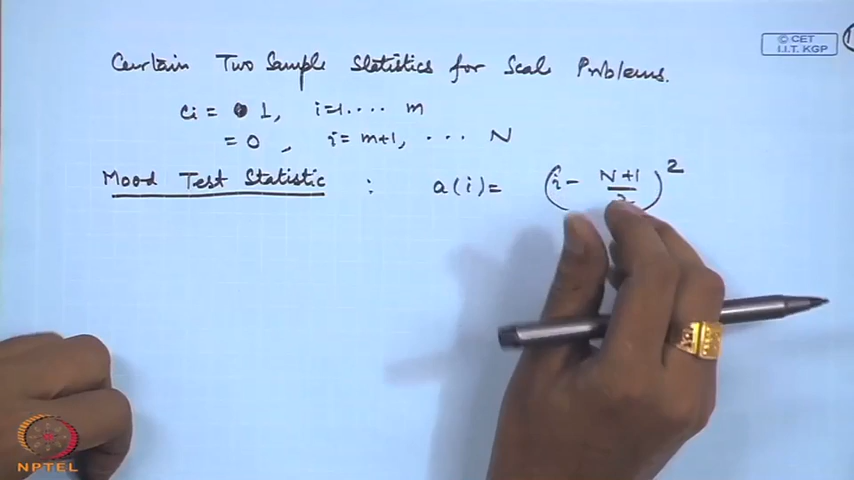 © CET
I.I.T. KGP
Certain Two Sample Statistics for Scale Problems.
ci = 1, i=1.... m
= 0, i= m+1, ... N
Mood Test Statistic : a(i)= (i - N+1/2)²
NPTEL